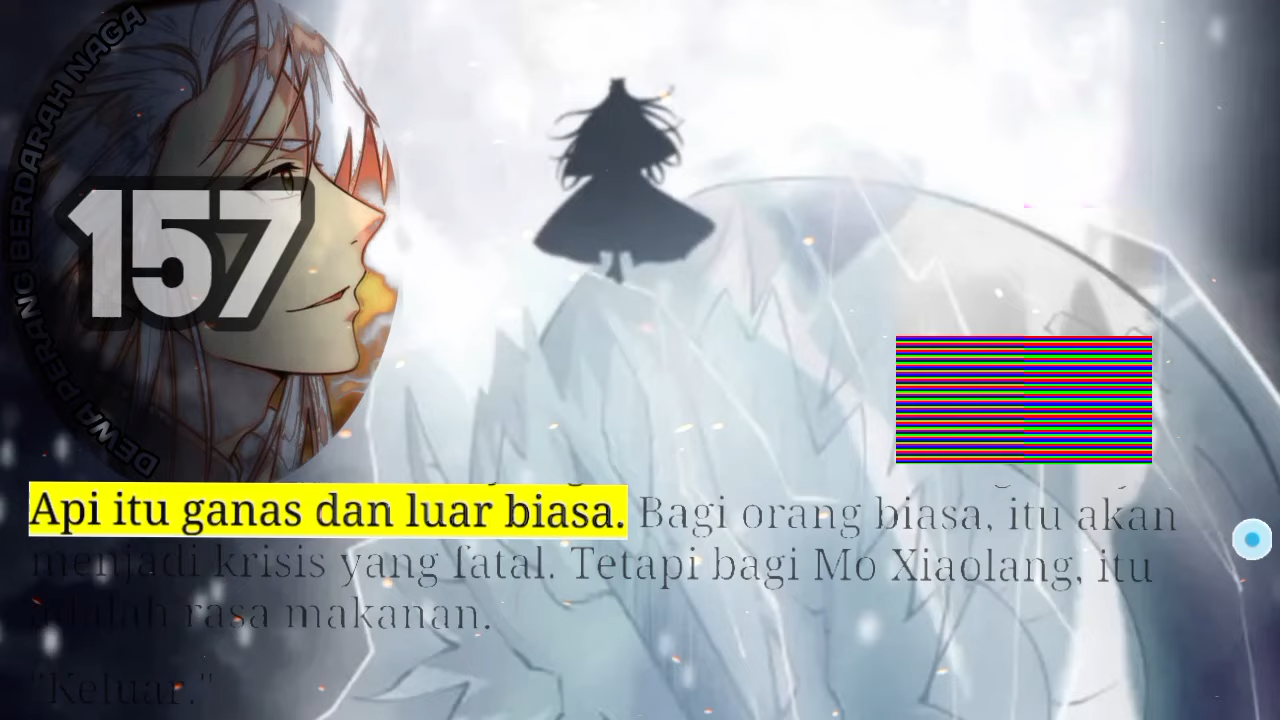 DEWA PERANG BERDARAH NAGA
157
Api itu ganas dan luar biasa. Bagi orang biasa, itu akan
menjadi krisis yang fatal. Tetapi bagi Mo Xiaolang, itu
adalah rasa makanan.
"Keluar."